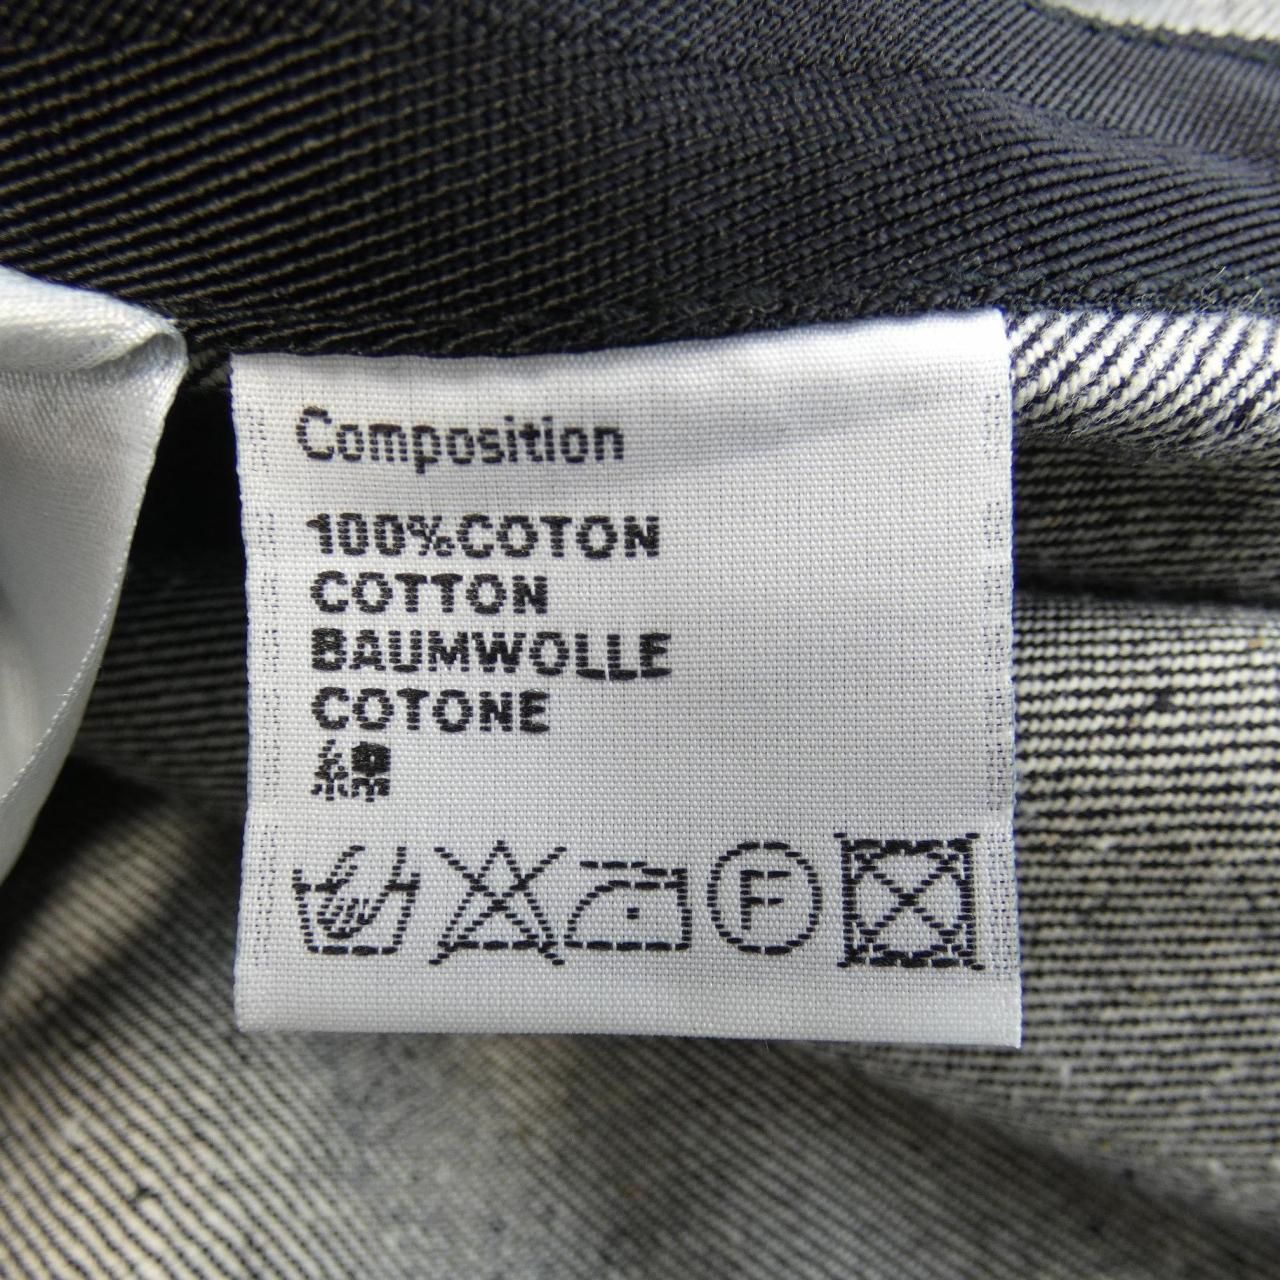 Composition
100%COTON
COTTON
BAUMWOLLE
COTONE
綿
F